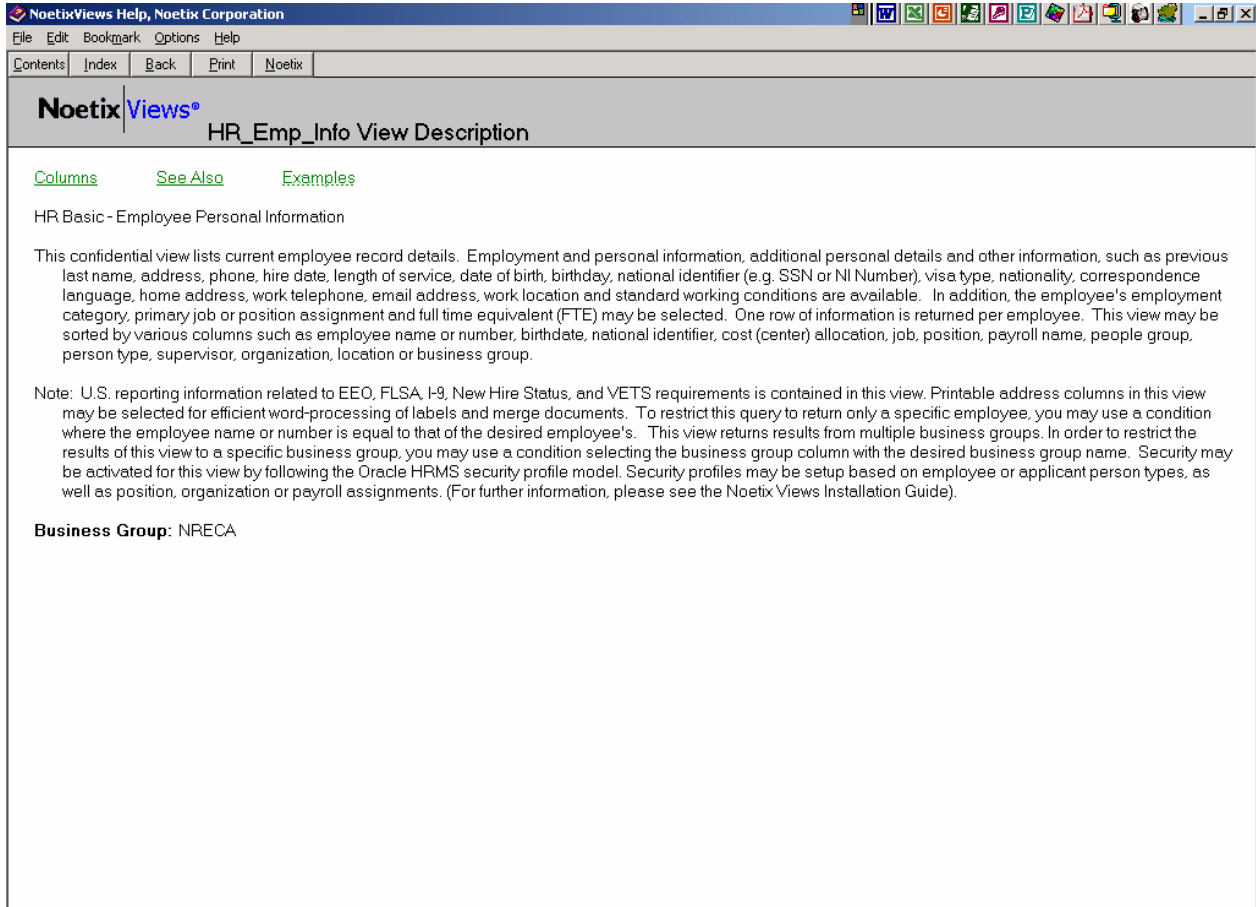 NoetixViews Help, Noetix Corporation
File Edit Bookmark Options Help
Contents Index Back Print Noetix
Noetix Views®
HR_Emp_Info View Description
Columns See Also Examples
HR Basic - Employee Personal Information
This confidential view lists current employee record details. Employment and personal information, additional personal details and other information, such as previous
last name, address, phone, hire date, length of service, date of birth, birthday, national identifier (e.g. SSN or NI Number), visa type, nationality, correspondence
language, home address, work telephone, email address, work location and standard working conditions are available. In addition, the employee's employment
category, primary job or position assignment and full time equivalent (FTE) may be selected. One row of information is returned per employee. This view may be
sorted by various columns such as employee name or number, birthdate, national identifier, cost (center) allocation, job, position, payroll name, people group,
person type, supervisor, organization, location or business group.
Note: U.S. reporting information related to EEO, FLSA, I-9, New Hire Status, and VETS requirements is contained in this view. Printable address columns in this view
may be selected for efficient word-processing of labels and merge documents. To restrict this query to return only a specific employee, you may use a condition
where the employee name or number is equal to that of the desired employee's. This view returns results from multiple business groups. In order to restrict the
results of this view to a specific business group, you may use a condition selecting the business group column with the desired business group name. Security may
be activated for this view by following the Oracle HRMS security profile model. Security profiles may be setup based on employee or applicant person types, as
well as position, organization or payroll assignments. (For further information, please see the Noetix Views Installation Guide).
Business Group: NRECA